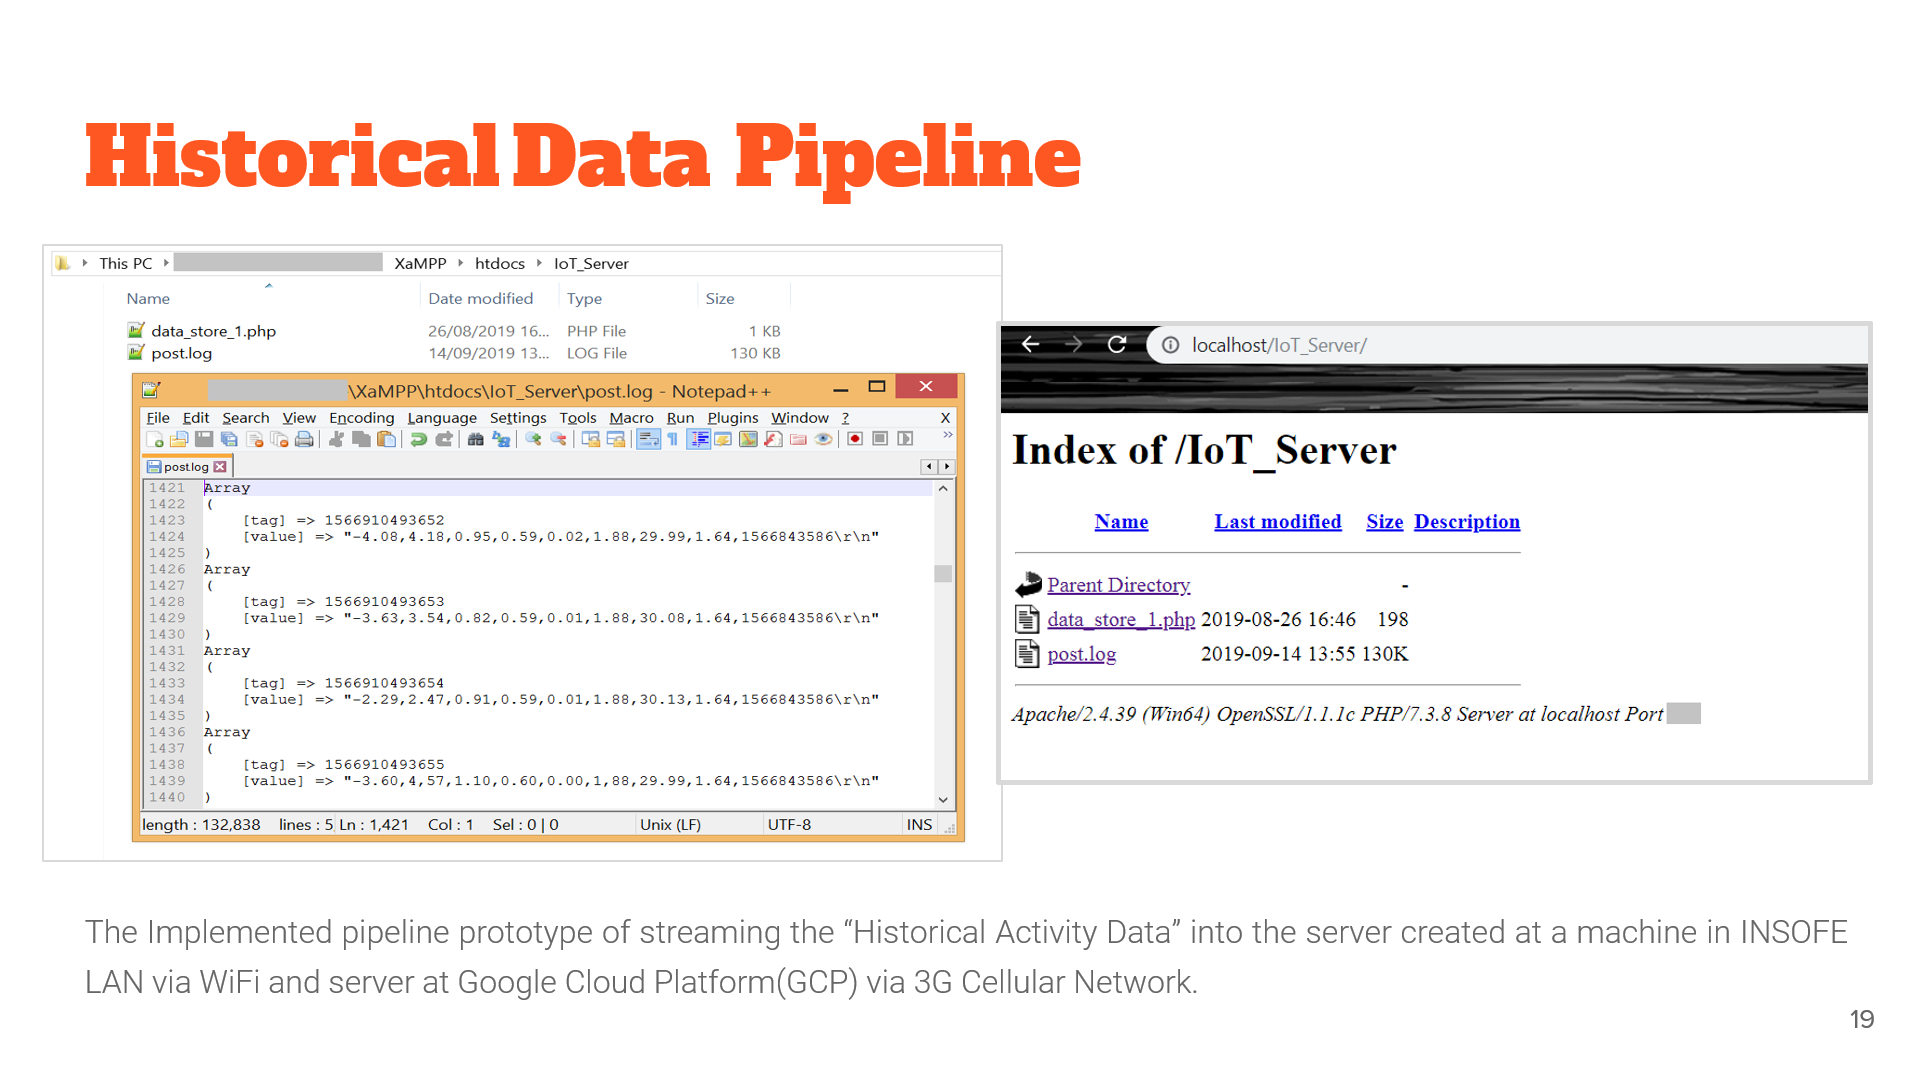 Historical Data Pipeline
This PC XaMPP htdocs IoT_Server
Name Date modified Type Size
data_store_1.php 26/08/2019 16... PHP File 1 KB
post.log 14/09/2019 13... LOG File 130 KB
\XaMPP\htdocs\IoT_Server\post.log - Notepad++
File Edit Search View Encoding Language Settings Tools Macro Run Plugins Window ? X
post.log
1421 Array
1422 (
1423 [tag] => 1566910493652
1424 [value] => "-4.08,4.18,0.95,0.59,0.02,1.88,29.99,1.64,1566843586\r\n"
1425 )
1426 Array
1427 (
1428 [tag] => 1566910493653
1429 [value] => "-3.63,3.54,0.82,0.59,0.01,1.88,30.08,1.64,1566843586\r\n"
1430 )
1431 Array
1432 (
1433 [tag] => 1566910493654
1434 [value] => "-2.29,2.47,0.91,0.59,0.01,1.88,30.13,1.64,1566843586\r\n"
1435 )
1436 Array
1437 (
1438 [tag] => 1566910493655
1439 [value] => "-3.60,4,57,1.10,0.60,0.00,1,88,29.99,1.64,1566843586\r\n"
1440 )
length : 132,838 lines : 5 Ln : 1,421 Col : 1 Sel : 0 | 0 Unix (LF) UTF-8 INS
localhost/IoT_Server/
Index of /IoT_Server
Name Last modified Size Description
Parent Directory -
data_store_1.php 2019-08-26 16:46 198
post.log 2019-09-14 13:55 130K
Apache/2.4.39 (Win64) OpenSSL/1.1.1c PHP/7.3.8 Server at localhost Port
The Implemented pipeline prototype of streaming the “Historical Activity Data” into the server created at a machine in INSOFE
LAN via WiFi and server at Google Cloud Platform(GCP) via 3G Cellular Network.
19